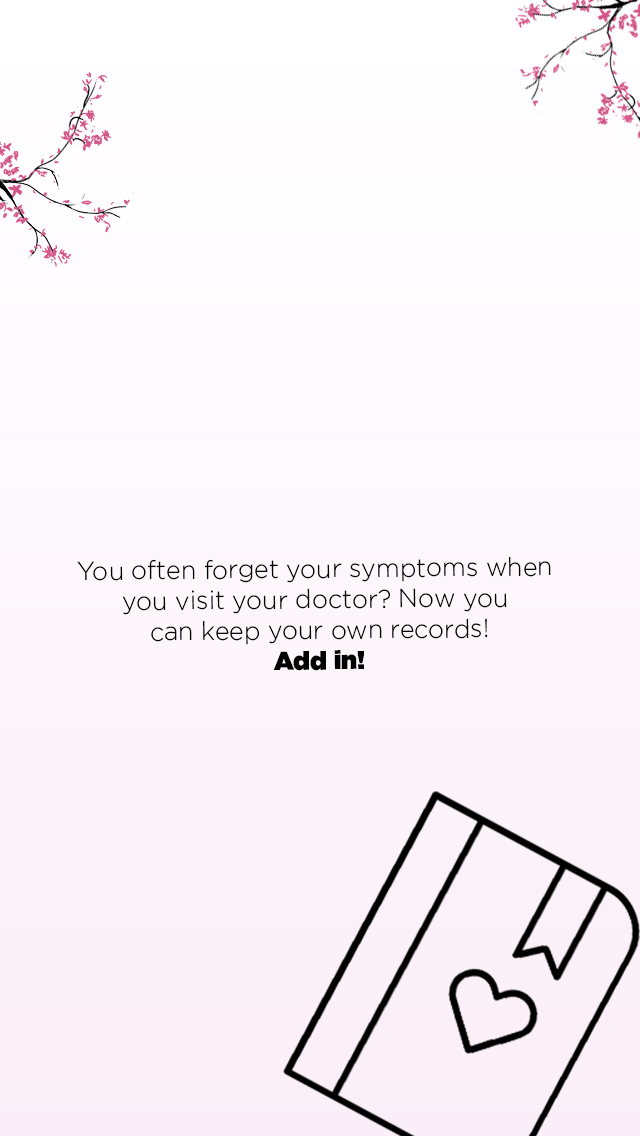 You often forget your symptoms when
you visit your doctor? Now you
can keep your own records!
Add in!